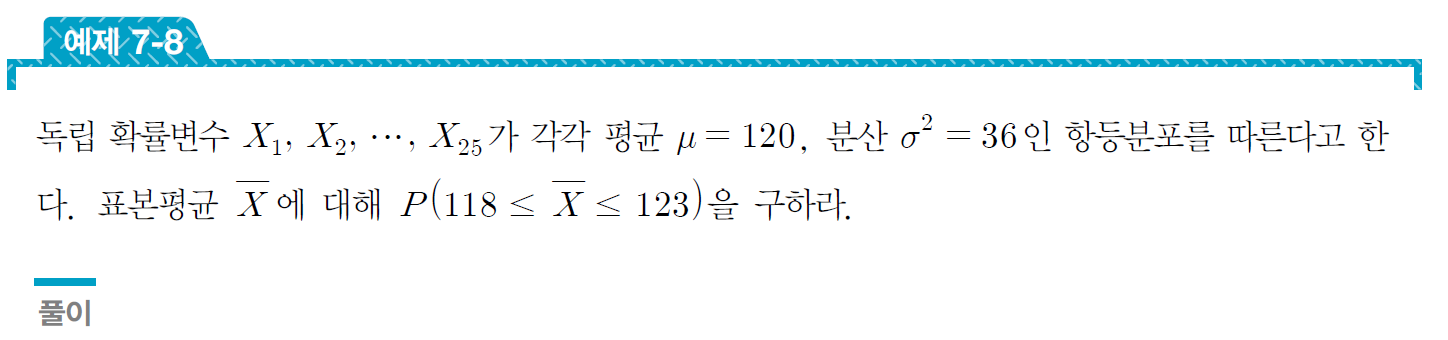 예제 7-8
독립 확률변수 X₁, X₂, ⋯, X₂₅가 각각 평균 μ = 120, 분산 σ² = 36인 항등분포를 따른다고 한
다. 표본평균 X̅에 대해 P(118 ≤ X̅ ≤ 123)을 구하라.
풀이